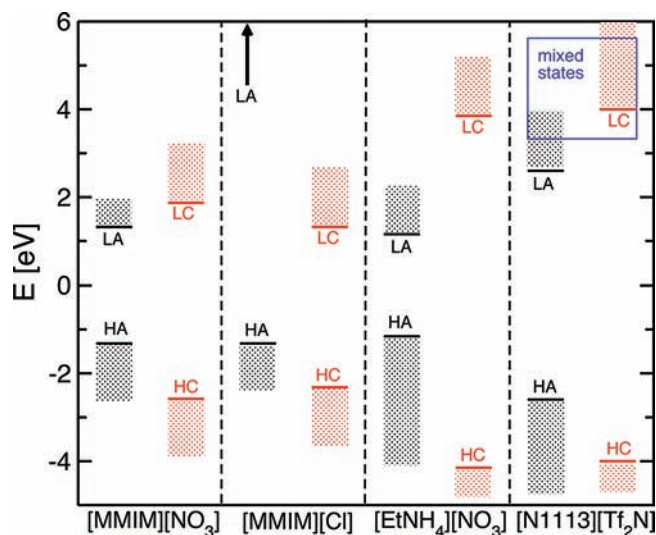 E [eV]
6
4
2
0
-2
-4
LA
LC
HA
HC
[MMIM][NO₃]
LA
LC
HA
HC
[MMIM][Cl]
LC
LA
HA
HC
[EtNH₄][NO₃]
mixed
states
LC
LA
HA
HC
[N1113][Tf₂N]